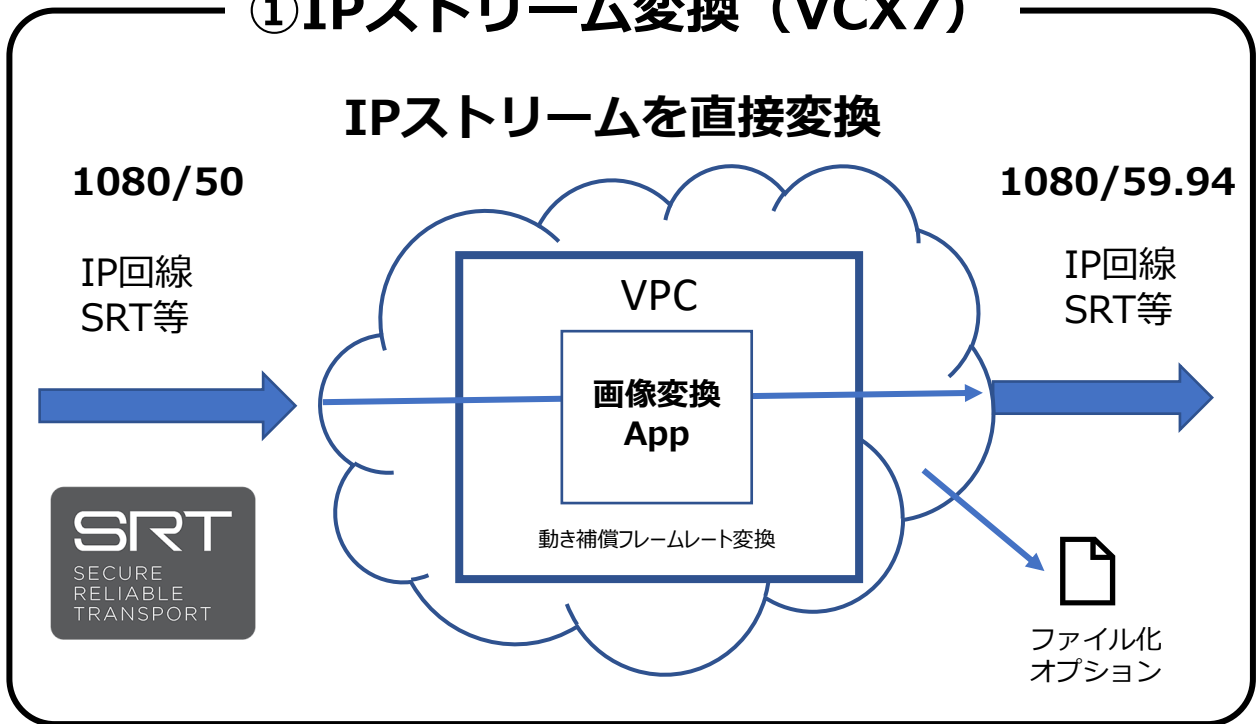 ①IPストリーム変換（VCX7）
IPストリームを直接変換
1080/50
1080/59.94
IP回線
SRT等
IP回線
SRT等
VPC
画像変換
App
動き補償フレームレート変換
SRT
SECURE
RELIABLE
TRANSPORT
ファイル化
オプション